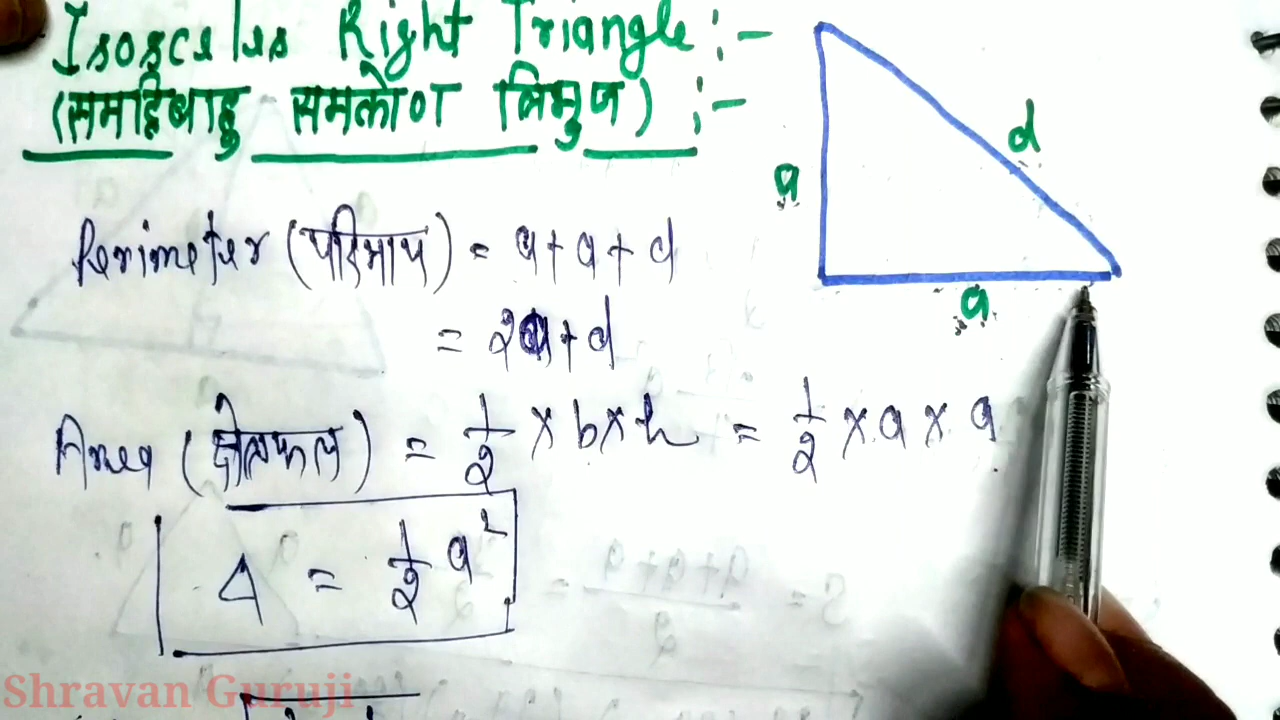 Isosceles Right Triangle :-
(समद्विबाहु समकोण त्रिभुज) :-
d
a
a
Perimeter (परिमाप) = a + a + d
= 2a + d
Area (क्षेत्रफल) = 1/2 × b × h = 1/2 × a × a
Δ = 1/2 a²
Shravan Guruji